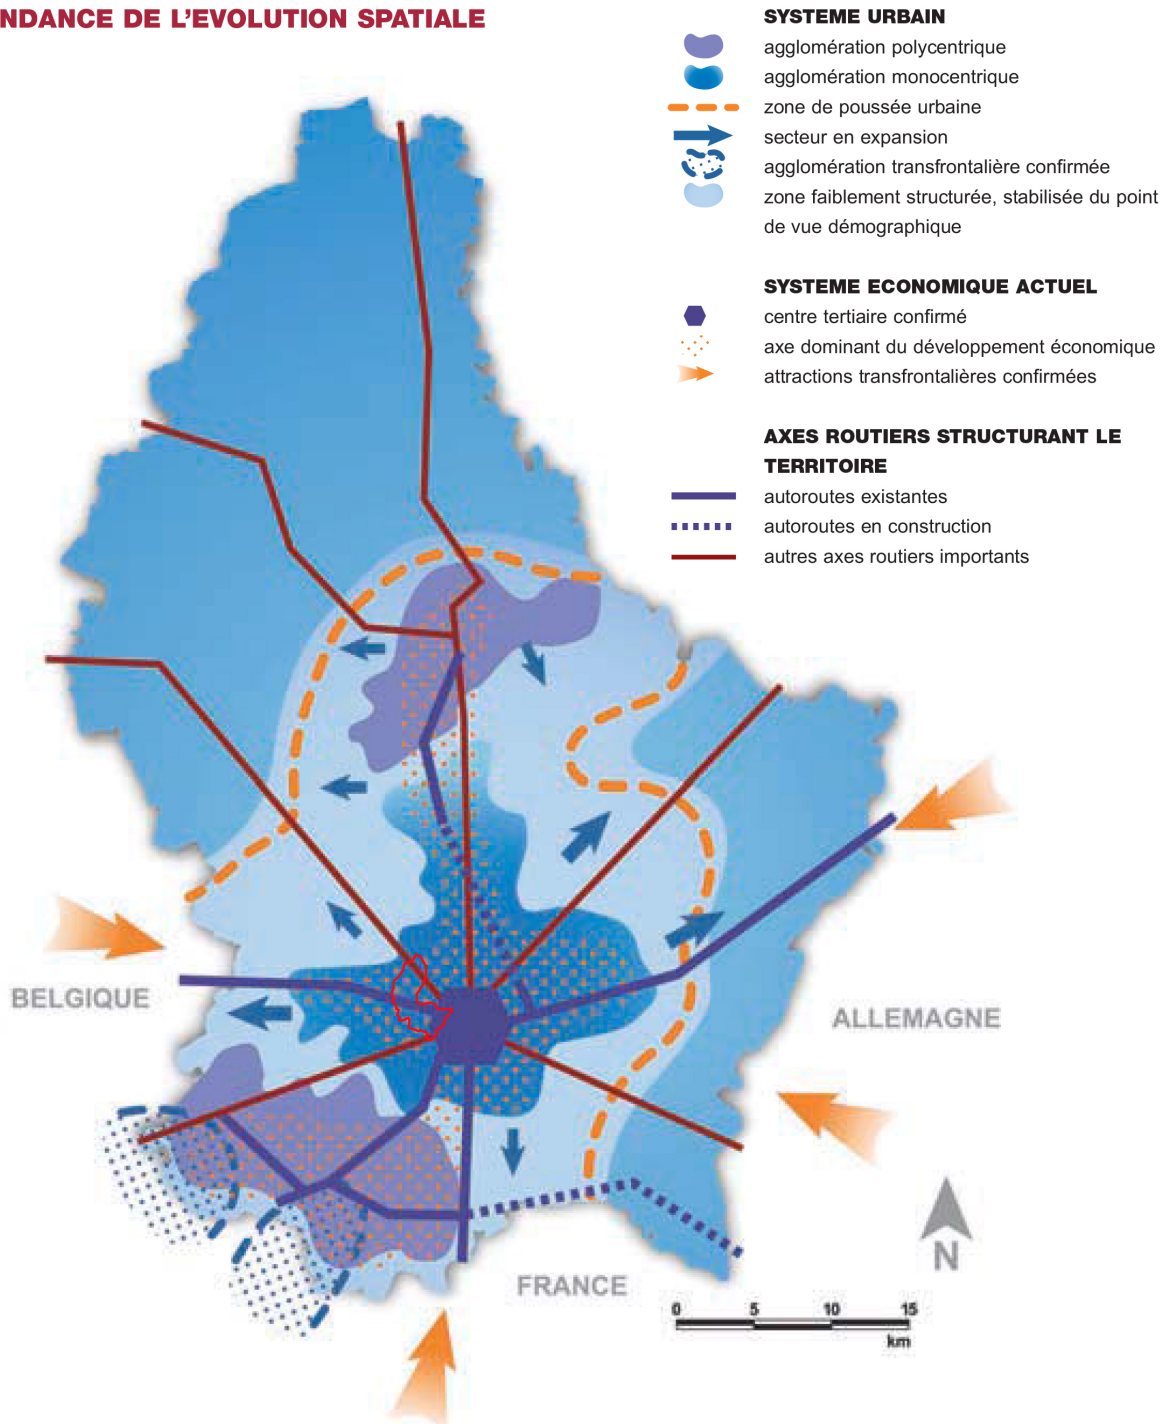 NDANCE DE L'EVOLUTION SPATIALE
SYSTEME URBAIN
agglomération polycentrique
agglomération monocentrique
zone de poussée urbaine
secteur en expansion
agglomération transfrontalière confirmée
zone faiblement structurée, stabilisée du point
de vue démographique
SYSTEME ECONOMIQUE ACTUEL
centre tertiaire confirmé
axe dominant du développement économique
attractions transfrontalières confirmées
AXES ROUTIERS STRUCTURANT LE
TERRITOIRE
autoroutes existantes
autoroutes en construction
autres axes routiers importants
BELGIQUE
ALLEMAGNE
FRANCE
N
0 5 10 15
km